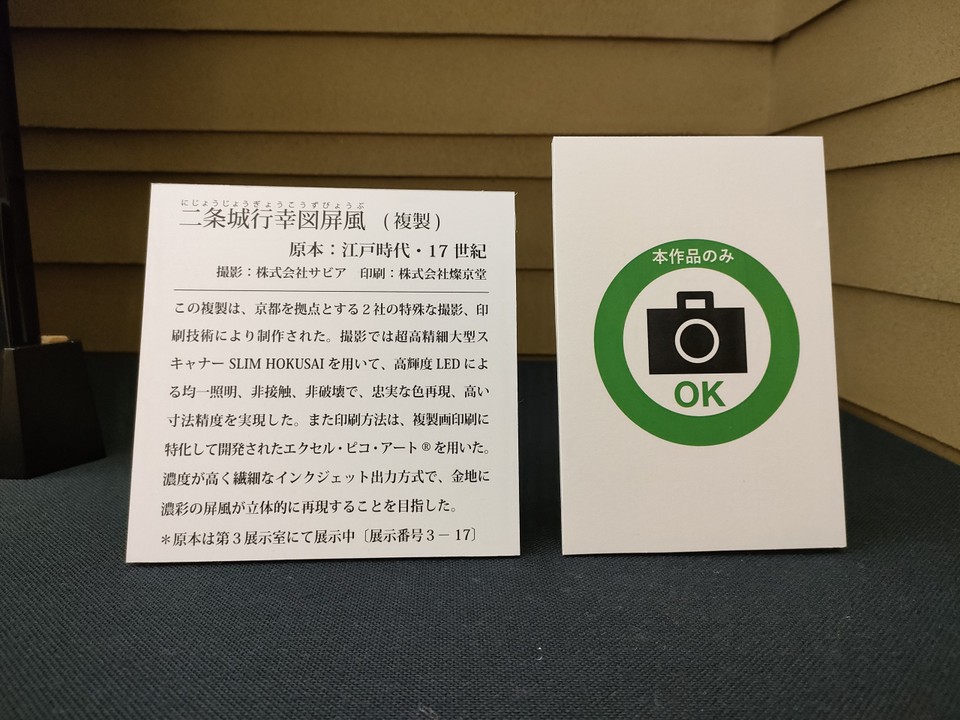 にじょうじょうぎょうこうずびょうぶ
二条城行幸図屏風 (複製)
原本：江戸時代・17 世紀
撮影：株式会社サビア 印刷：株式会社燦京堂
この複製は、京都を拠点とする２社の特殊な撮影、印
刷技術により制作された。撮影では超高精細大型ス
キャナー SLIM HOKUSAI を用いて、高輝度 LED によ
る均一照明、非接触、非破壊で、忠実な色再現、高い
寸法精度を実現した。また印刷方法は、複製画印刷に
特化して開発されたエクセル・ピコ・アート®を用いた。
濃度が高く繊細なインクジェット出力方式で、金地に
濃彩の屏風が立体的に再現することを目指した。
＊原本は第３展示室にて展示中〔展示番号３－17〕
本作品のみ
OK